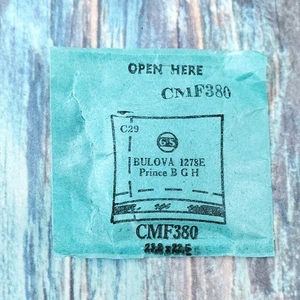 OPEN HERE
CMF380
C29
GS
BULOVA 1278E
Prince B G H
CMF380